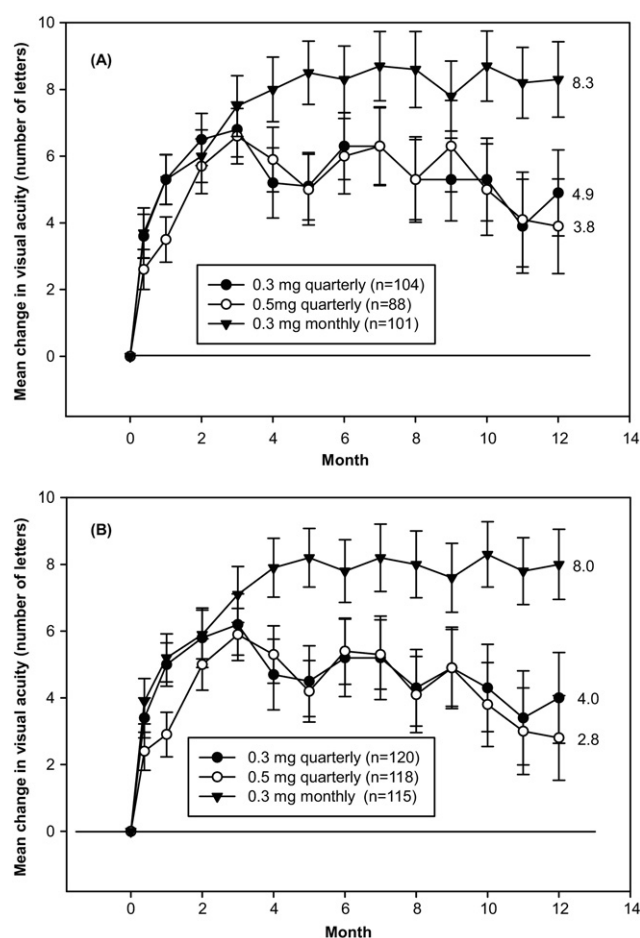 10
(A)
8
6
4
2
0
Mean change in visual acuity (number of letters)
8.3
4.9
3.8
0.3 mg quarterly (n=104)
0.5mg quarterly (n=88)
0.3 mg monthly (n=101)
0 2 4 6 8 10 12 14
Month
10
(B)
8
6
4
2
0
Mean change in visual acuity (number of letters)
8.0
4.0
2.8
0.3 mg quarterly (n=120)
0.5 mg quarterly (n=118)
0.3 mg monthly (n=115)
0 2 4 6 8 10 12 14
Month